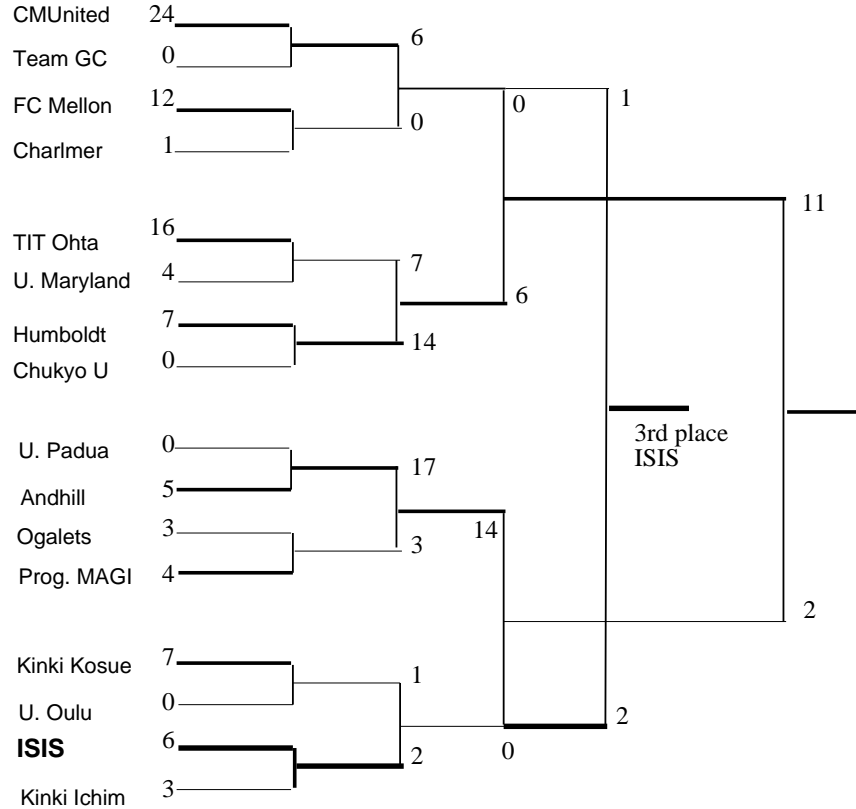 CMUnited 24
Team GC 0
6
FC Mellon 12
Charlmer 1
0
0
1
11
TIT Ohta 16
U. Maryland 4
7
6
Humboldt 7
Chukyo U 0
14
3rd place
ISIS
U. Padua 0
Andhill 5
17
14
Ogalets 3
Prog. MAGI 4
3
2
Kinki Kosue 7
U. Oulu 0
1
2
ISIS 6
Kinki Ichim 3
2
0